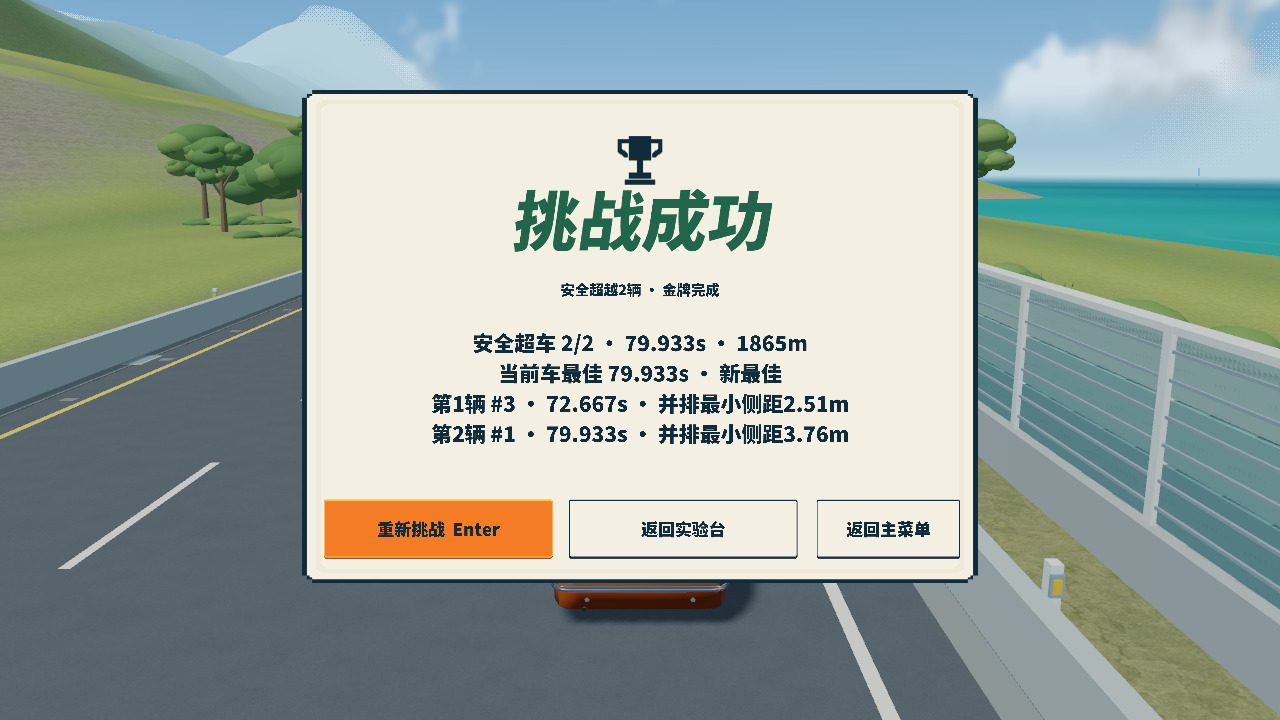 挑战成功
安全超越2辆 · 金牌完成
安全超车 2/2 · 79.933s · 1865m
当前车最佳 79.933s · 新最佳
第1辆 #3 · 72.667s · 并排最小侧距2.51m
第2辆 #1 · 79.933s · 并排最小侧距3.76m
重新挑战 Enter
返回实验台
返回主菜单